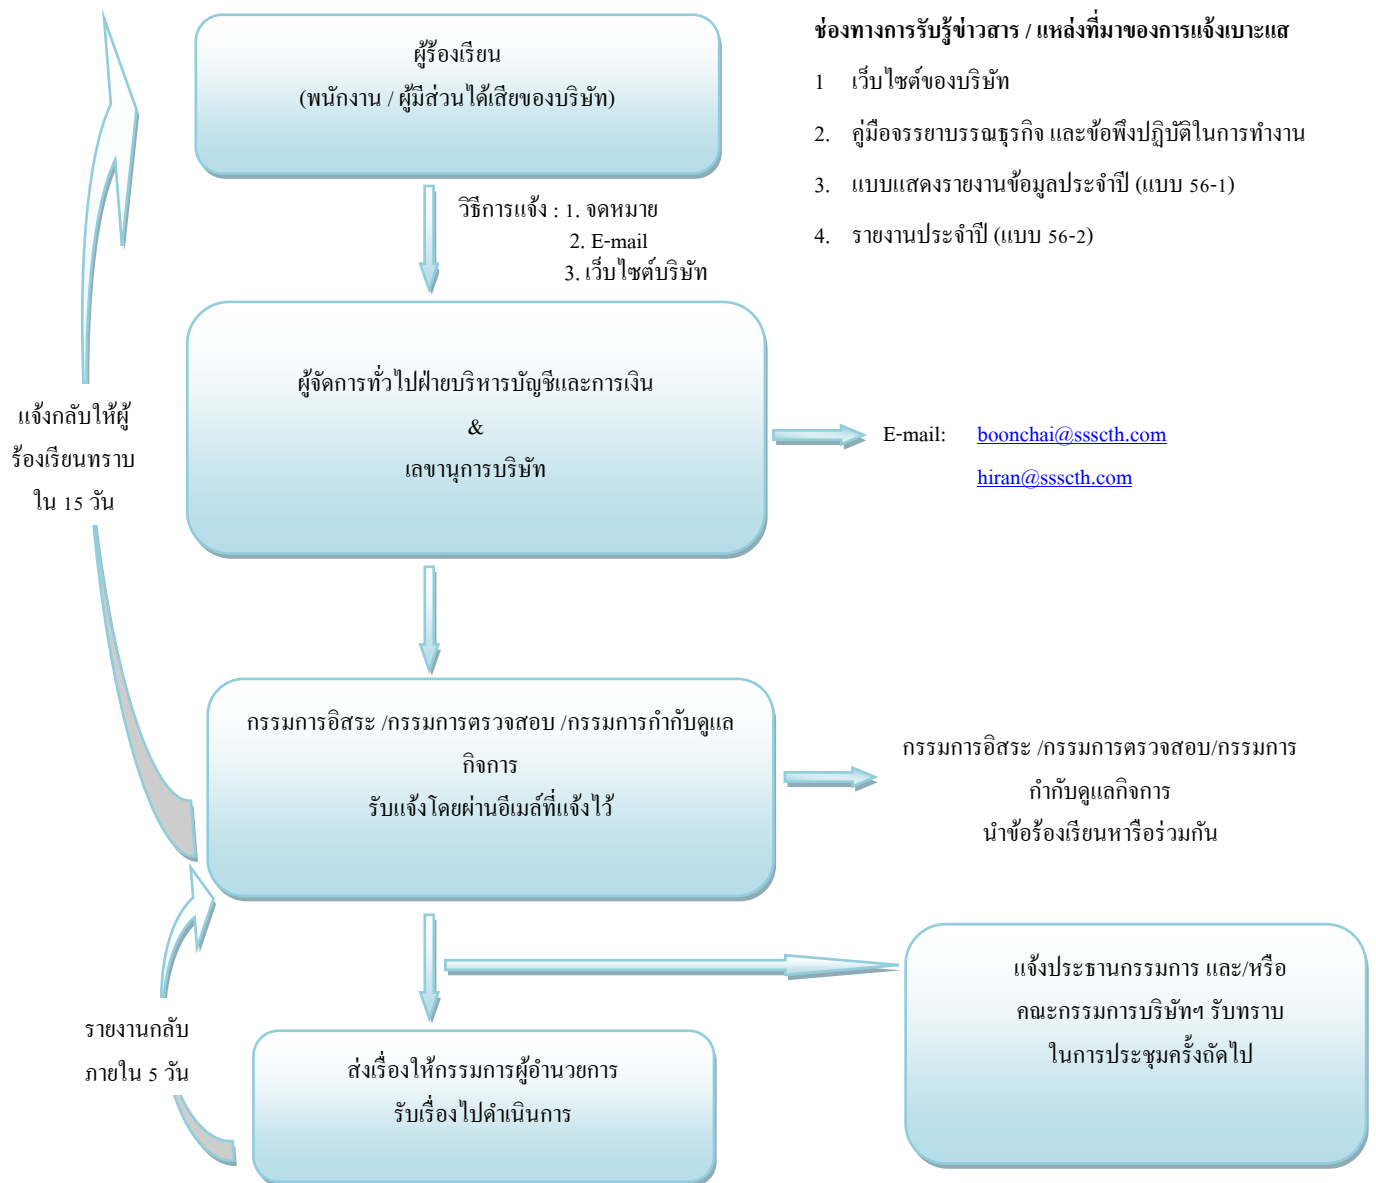 ผู้ร้องเรียน
(พนักงาน / ผู้มีส่วนได้เสียของบริษัท)
ช่องทางการรับรู้ข่าวสาร / แหล่งที่มาของการแจ้งเบาะแส
1 เว็บไซต์ของบริษัท
2. คู่มือจรรยาบรรณธุรกิจ และข้อพึงปฏิบัติในการทำงาน
3. แบบแสดงรายงานข้อมูลประจำปี (แบบ 56-1)
4. รายงานประจำปี (แบบ 56-2)
วิธีการแจ้ง : 1. จดหมาย
2. E-mail
3. เว็บไซต์บริษัท
ผู้จัดการทั่วไปฝ่ายบริหารบัญชีและการเงิน
&
เลขานุการบริษัท
E-mail: boonchai@ssscth.com
hiran@ssscth.com
แจ้งกลับให้ผู้
ร้องเรียนทราบ
ใน 15 วัน
กรรมการอิสระ /กรรมการตรวจสอบ /กรรมการกำกับดูแล
กิจการ
รับแจ้งโดยผ่านอีเมล์ที่แจ้งไว้
กรรมการอิสระ /กรรมการตรวจสอบ/กรรมการ
กำกับดูแลกิจการ
นำข้อร้องเรียนหารือร่วมกัน
แจ้งประธานกรรมการ และ/หรือ
คณะกรรมการบริษัทฯ รับทราบ
ในการประชุมครั้งถัดไป
รายงานกลับ
ภายใน 5 วัน
ส่งเรื่องให้กรรมการผู้อำนวยการ
รับเรื่องไปดำเนินการ